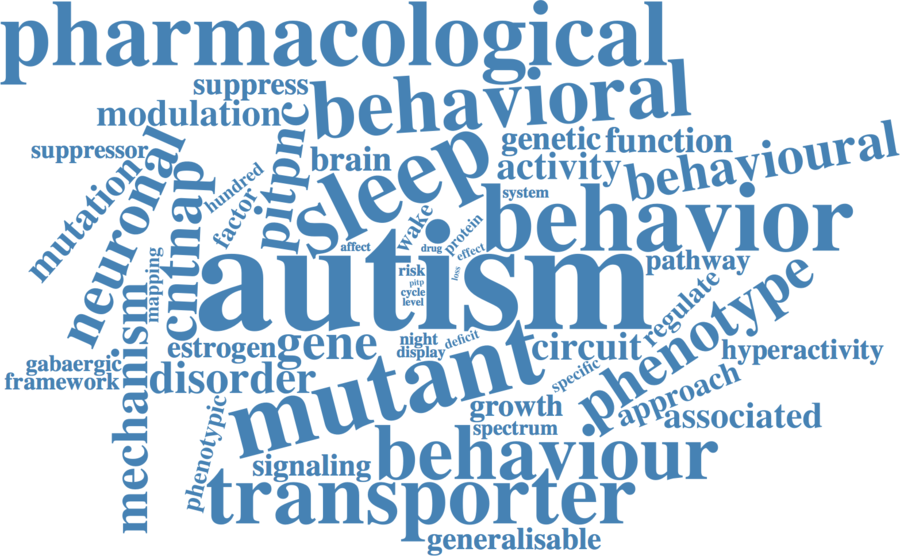 pharmacological
suppress
behavioral
modulation
pitpnc
genetic
function
suppressor
neuronal
brain
sleep
activity
behavioural
mutational
cntnap
hundred
factor
system
behavior
wake
protein
affect
drug
effect
loss
autism
mapping
risk
pitp
cycle
level
pathway
phenotype
regulate
mechanism
estrogen
gene
night
display
deficit
mutant
circuit
hyperactivity
gabaergic
framework
disorder
specific
approach
phenotypic
growth
spectrum
associated
signaling
behaviour
transporter
generalisable